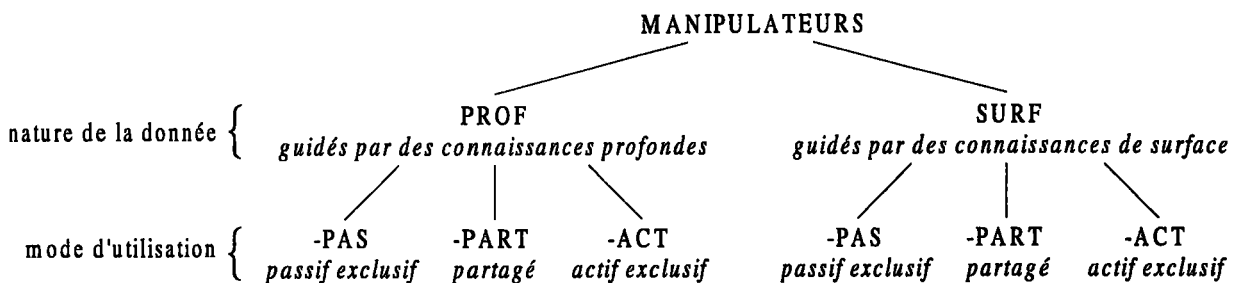 MANIPULATEURS
nature de la donnée { PROF SURF
guidés par des connaissances profondes guidés par des connaissances de surface
mode d'utilisation { -PAS -PART -ACT -PAS -PART -ACT
passif exclusif partagé actif exclusif passif exclusif partagé actif exclusif